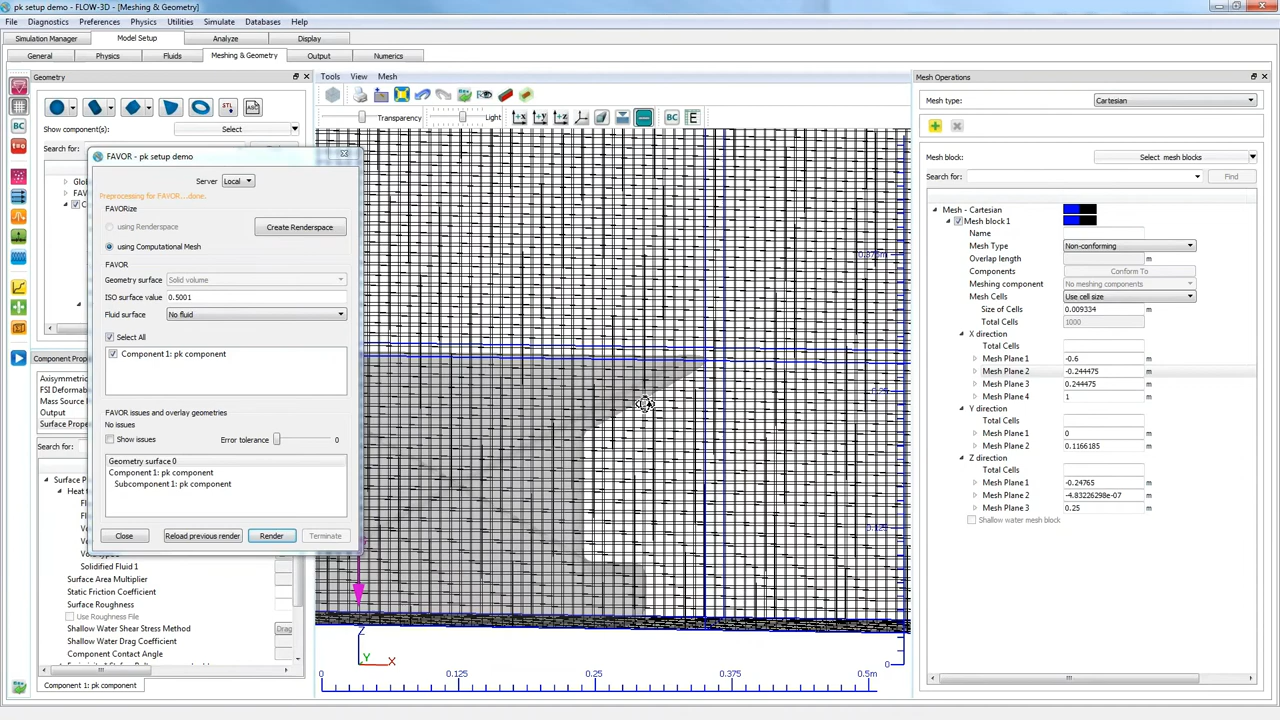 pk setup demo - FLOW-3D - [Meshing & Geometry]
File Diagnostics Preferences Physics Utilities Simulate Databases Help
Simulation Manager Model Setup Analyze Display
General Physics Fluids Meshing & Geometry Output Numerics
Geometry
Tools View Mesh
Mesh Operations
Mesh type: Cartesian
BC
STL
Show component(s): Select
Transparency Light
BC E
Search for:
Mesh block: Select mesh blocks
Search for: Find
FAVOR - pk setup demo
Server Local
Preprocessing for FAVOR...done.
FAVORize
using Renderspace Create Renderspace
using Computational Mesh
FAVOR
Geometry surface Solid volume
ISO surface value 0.5001
Fluid surface No fluid
Select All
Component 1: pk component
FAVOR issues and overlay geometries
No issues
Show issues Error tolerance 0
Geometry surface 0
Component 1: pk component
Subcomponent 1: pk component
Close Reload previous render Render Terminate
Mesh - Cartesian
Mesh block 1
Name
Mesh Type Non-conforming
Overlap length m
Components Conform To
Meshing component No meshing components
Mesh Cells Use cell size
Size of Cells 0.009334 m
Total Cells 1000
X direction
Total Cells
Mesh Plane 1 -0.6 m
Mesh Plane 2 -0.244475 m
Mesh Plane 3 0.244475 m
Mesh Plane 4 1 m
Y direction
Total Cells
Mesh Plane 1 0 m
Mesh Plane 2 0.1166185 m
Z direction
Total Cells
Mesh Plane 1 -0.24765 m
Mesh Plane 2 -4.83226298e-07 m
Mesh Plane 3 0.25 m
Shallow water mesh block
Solidified Fluid 1
Surface Area Multiplier
Static Friction Coefficient
Surface Roughness
Use Roughness File
Shallow Water Shear Stress Method Drag
Shallow Water Drag Coefficient
Component Contact Angle
Component 1: pk component
Z
Y X
0 0.125 0.25 0.375 0.5m
0